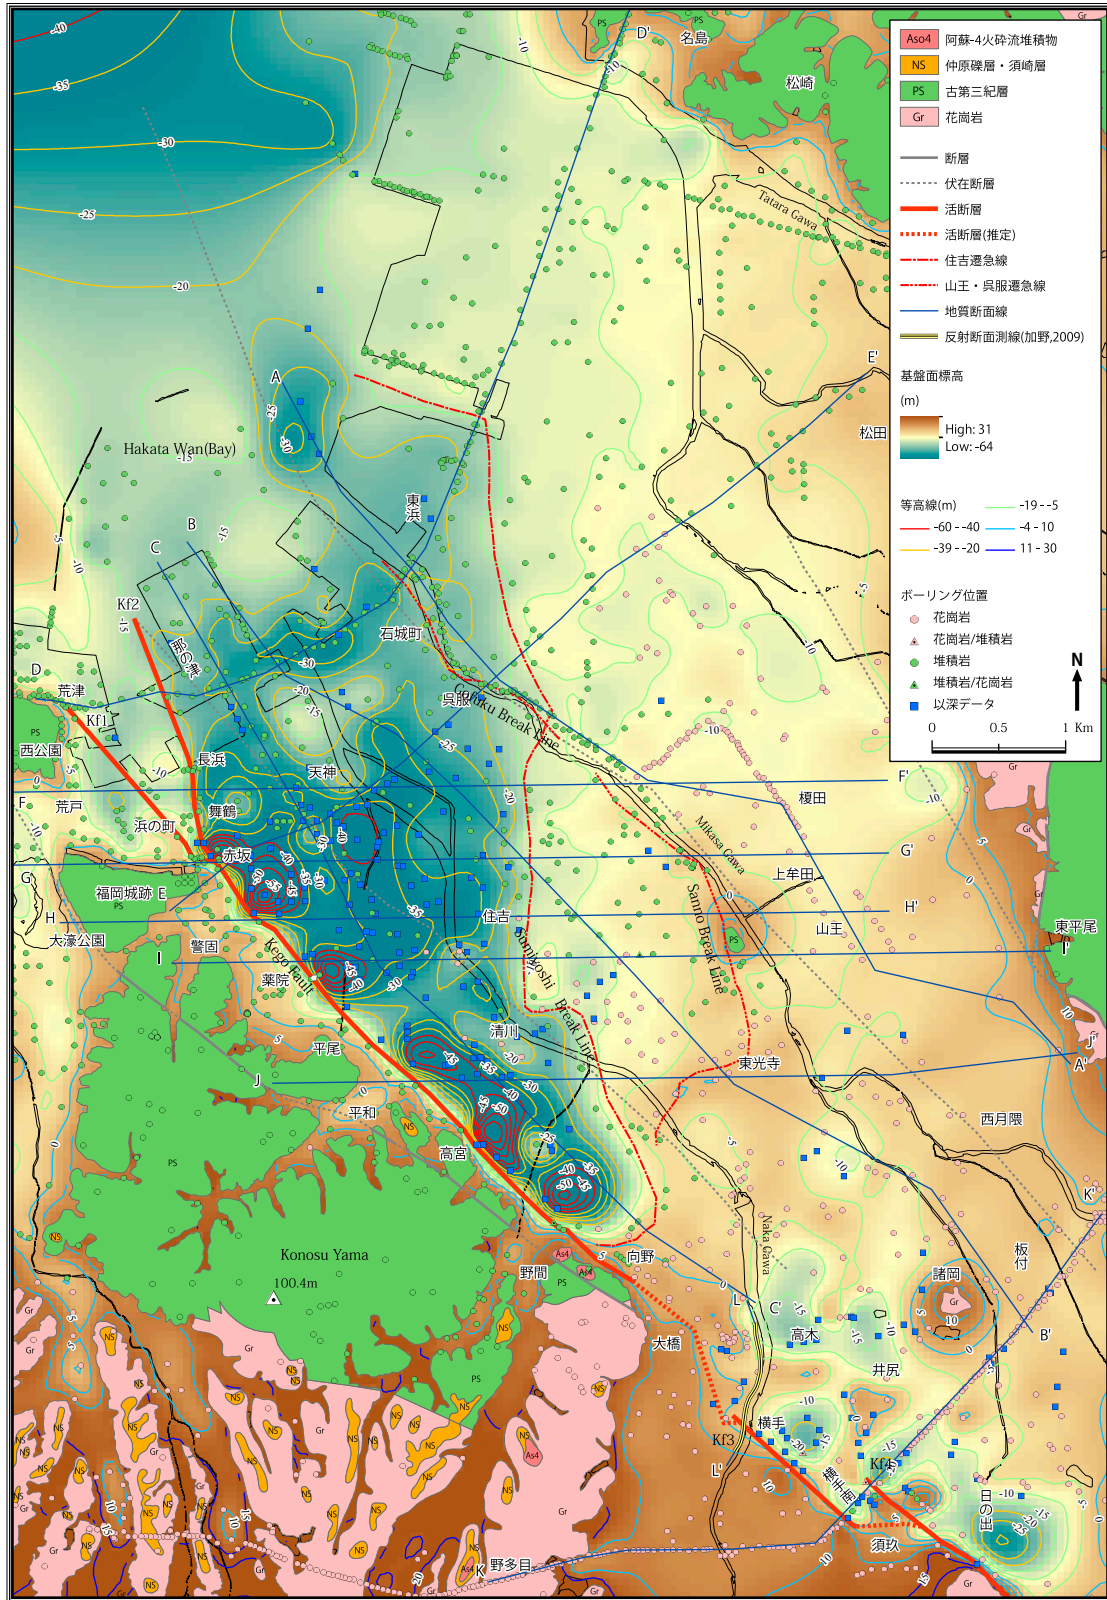 Aso4 阿蘇-4火砕流堆積物
NS 仲原礫層・須崎層
PS 古第三紀層
Gr 花崗岩
断層
伏在断層
活断層
活断層(推定)
住吉遷急線
山王・呉服遷急線
地質断面線
反射断面測線(加野,2009)
基盤面標高
(m)
High: 31
Low: -64
等高線(m)
-60 - -40
-39 - -20
-19 - -5
-4 - 10
11 - 30
ボーリング位置
花崗岩
花崗岩/堆積岩
堆積岩
堆積岩/花崗岩
以深データ
N
0 0.5 1 Km
D'
名島
松崎
Tatara Gawa
E'
松田
A
Hakata Wan(Bay)
東浜
B
C
Kf2
那の津
石城町
D
荒津
Kf1
呉服
Gofuku Break Line
西公園
長浜
天神
F
荒戸
舞鶴
浜の町
F'
榎田
Mikasa Gawa
赤坂
G
G'
福岡城跡
E
上牟田
H
H'
大濠公園
住吉
山王
東平尾
警固
I
I'
Kego Fault
薬院
Sumiyoshi Break Line
Sanno Break Line
清川
平尾
J
J'
A'
東光寺
平和
西月隈
高宮
K'
Naka Gawa
Konosu Yama
100.4m
向野
野間
板付
諸岡
L
C'
高木
B'
大橋
井尻
横手
Kf3
L'
Kf4
横手南
日の出
須玖
K
野多目